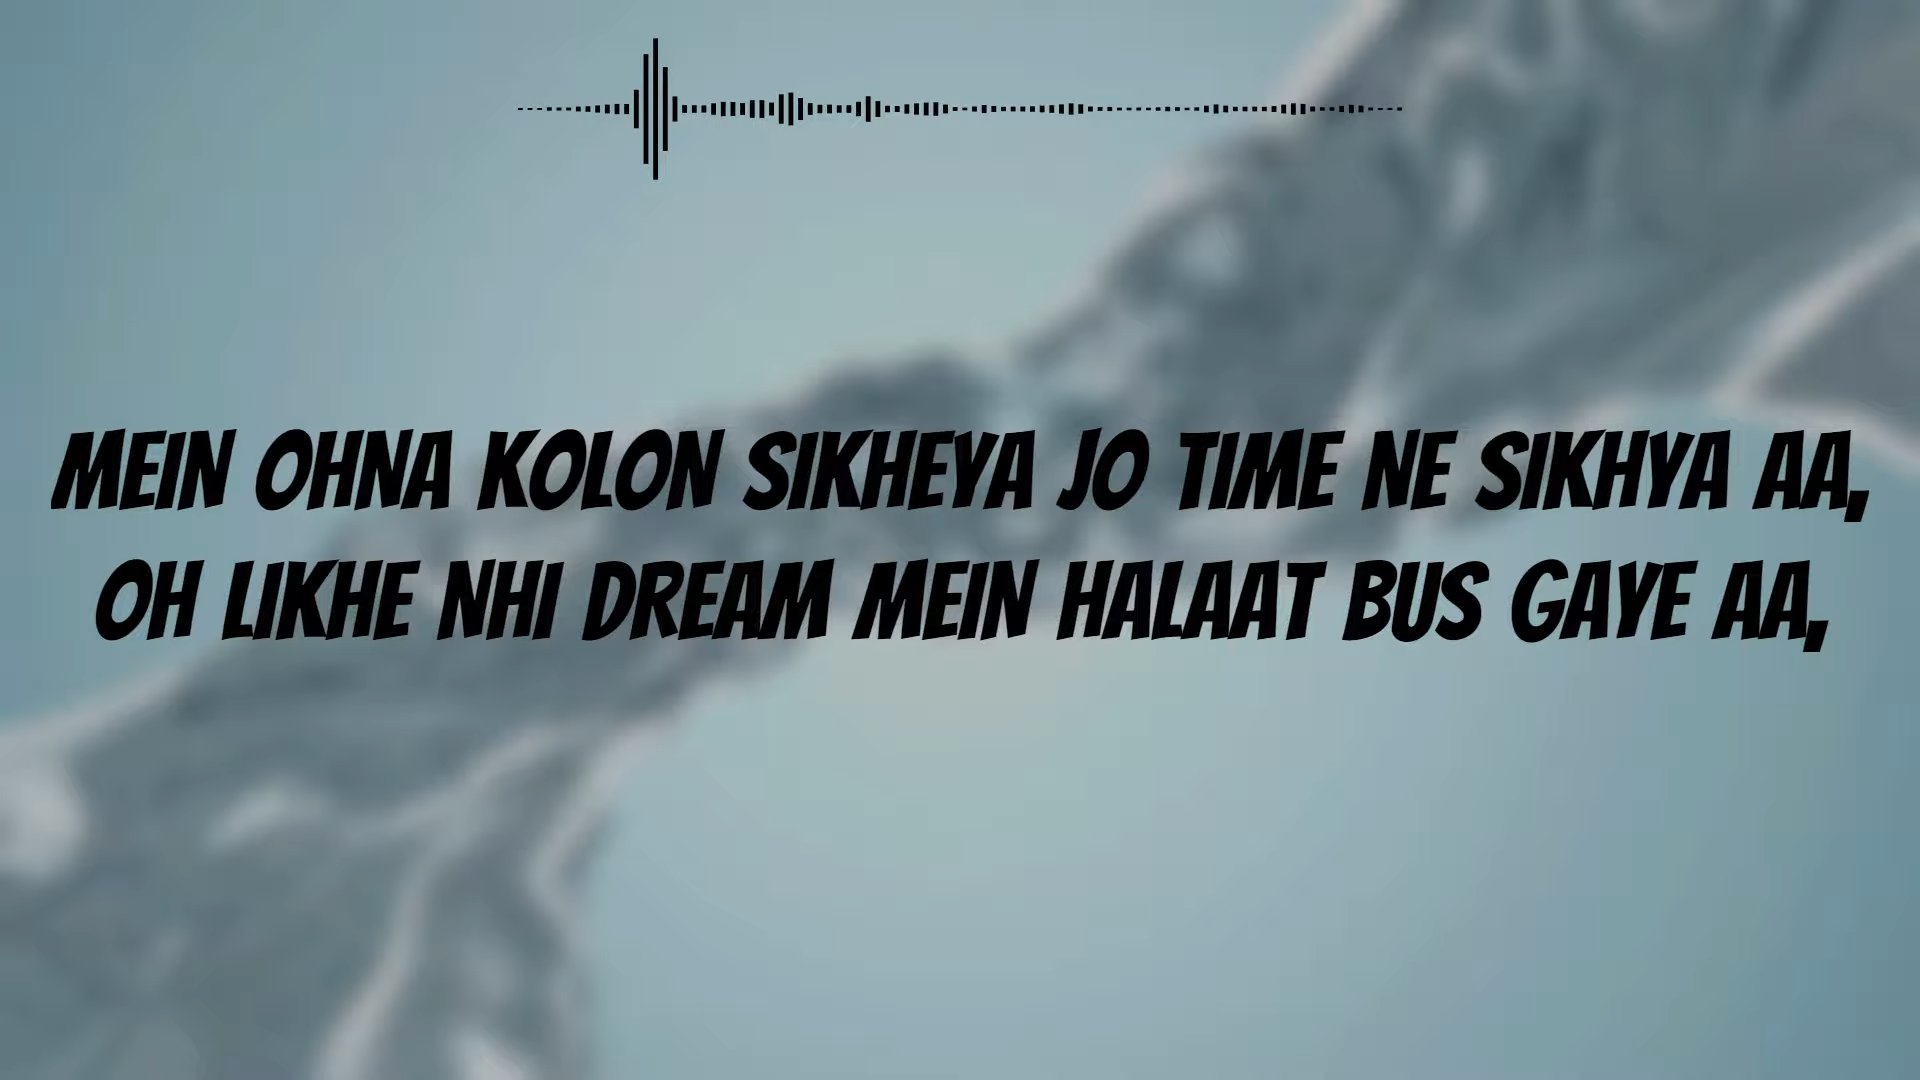 MEIN OHNA KOLON SIKHEYA JO TIME NE SIKHYA AA,
OH LIKHE NHI DREAM MEIN HALAAT BUS GAYE AA,